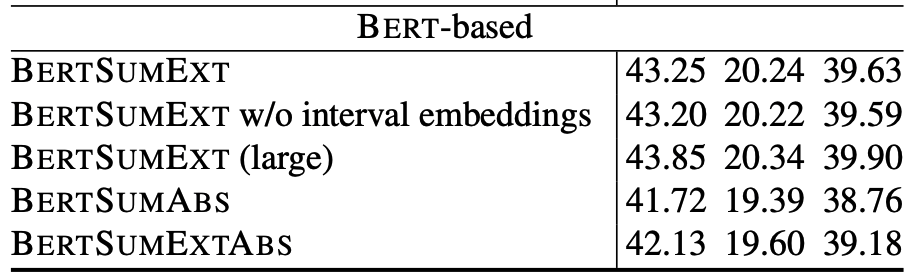 BERT-based
BERTSUMEXT 43.25 20.24 39.63
BERTSUMEXT w/o interval embeddings 43.20 20.22 39.59
BERTSUMEXT (large) 43.85 20.34 39.90
BERTSUMABS 41.72 19.39 38.76
BERTSUMEXTABS 42.13 19.60 39.18